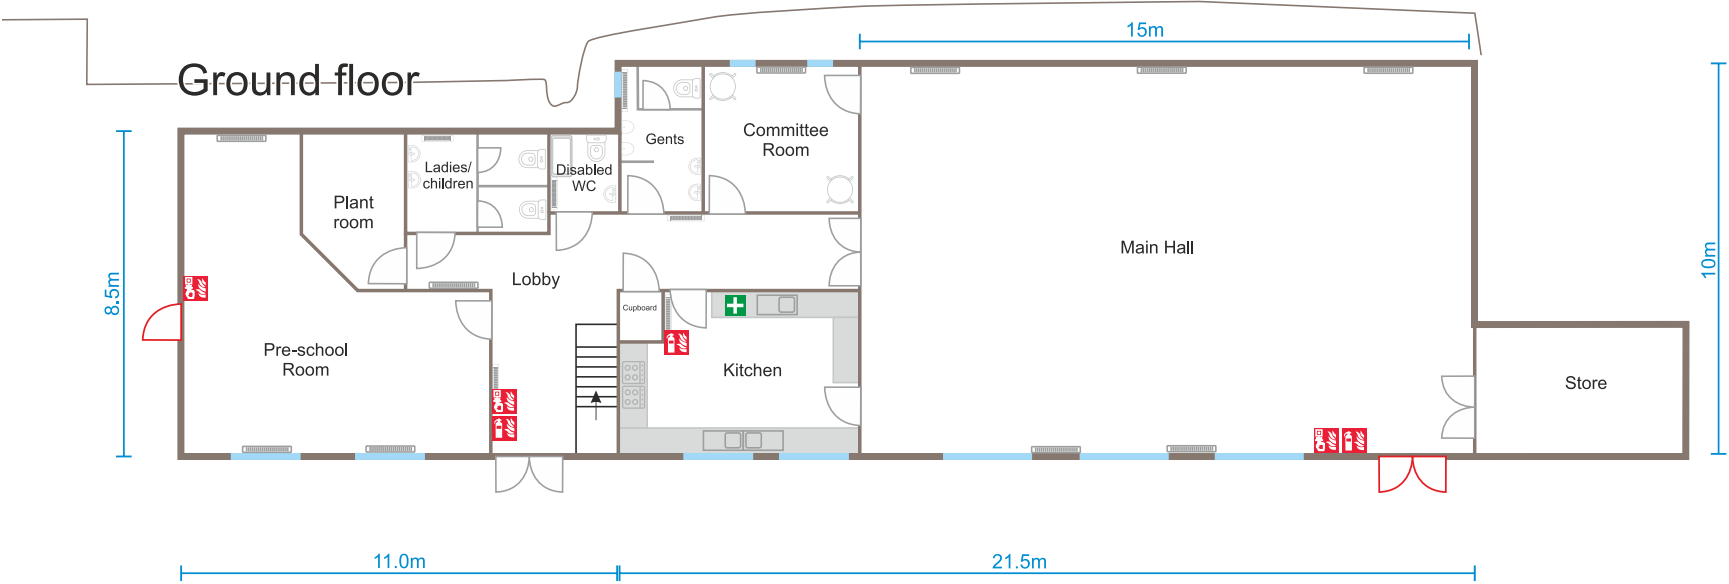 15m
Ground floor
Gents
Committee
Room
Ladies/
children
Disabled
WC
Plant
room
Main Hall
10m
Lobby
8.5m
Cupboard
Pre-school
Room
Kitchen
Store
11.0m
21.5m